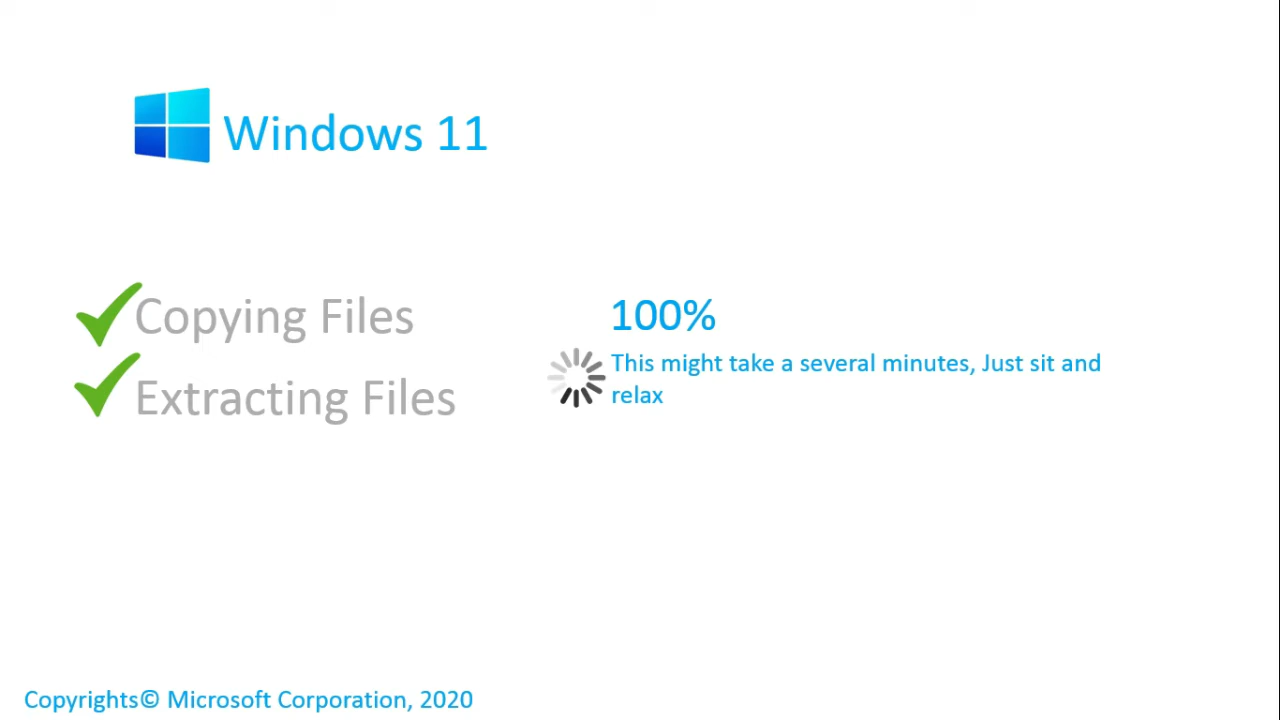 Windows 11
Copying Files
Extracting Files
100%
This might take a several minutes, Just sit and
relax
Copyrights© Microsoft Corporation, 2020